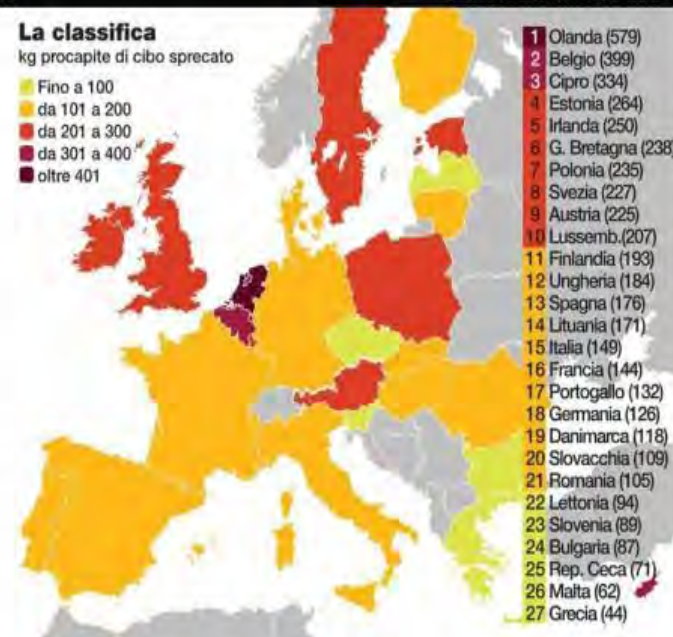 La classifica
kg procapite di cibo sprecato
Fino a 100
da 101 a 200
da 201 a 300
da 301 a 400
oltre 401
1 Olanda (579)
2 Belgio (399)
3 Cipro (334)
4 Estonia (264)
5 Irlanda (250)
6 G. Bretagna (238)
7 Polonia (235)
8 Svezia (227)
9 Austria (225)
10 Lussemb.(207)
11 Finlandia (193)
12 Ungheria (184)
13 Spagna (176)
14 Lituania (171)
15 Italia (149)
16 Francia (144)
17 Portogallo (132)
18 Germania (126)
19 Danimarca (118)
20 Slovacchia (109)
21 Romania (105)
22 Lettonia (94)
23 Slovenia (89)
24 Bulgaria (87)
25 Rep. Ceca (71)
26 Malta (62)
27 Grecia (44)